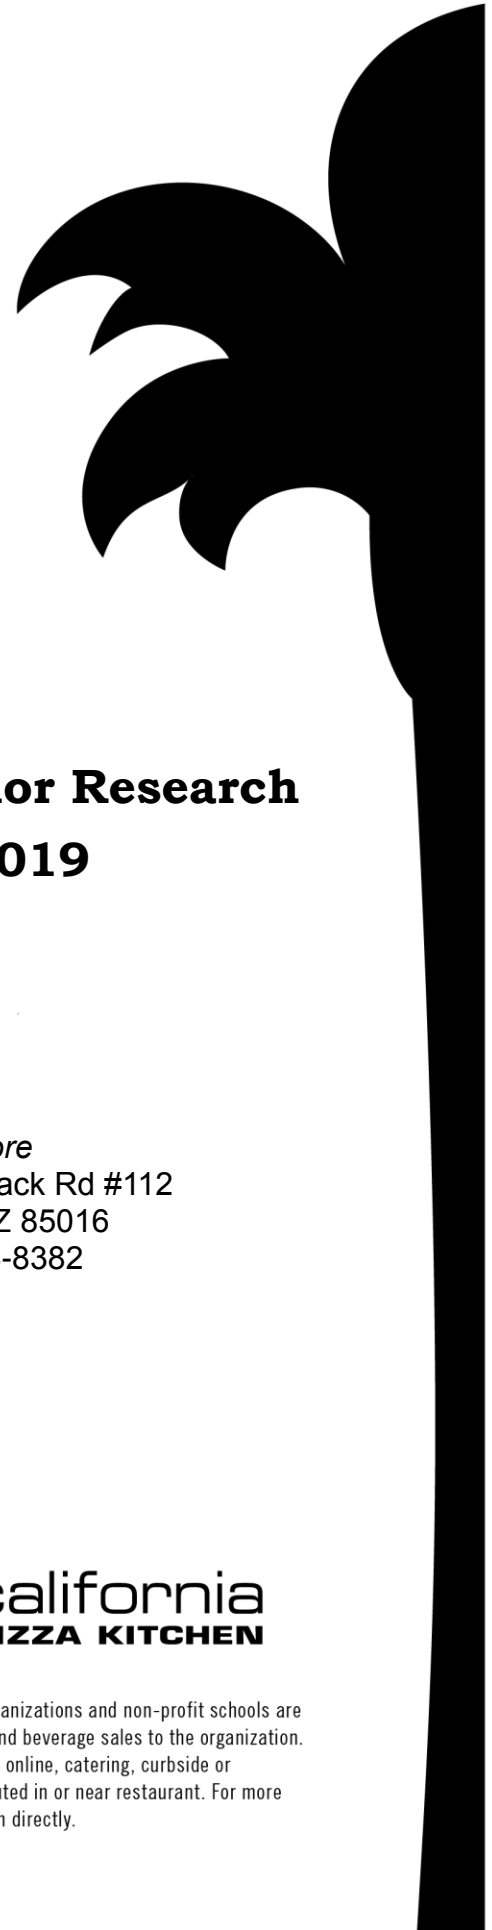 or Research
019
ore
ack Rd #112
Z 85016
-8382
california
IZZA KITCHEN
anizations and non-profit schools are
nd beverage sales to the organization.
online, catering, curbside or
uted in or near restaurant. For more
n directly.